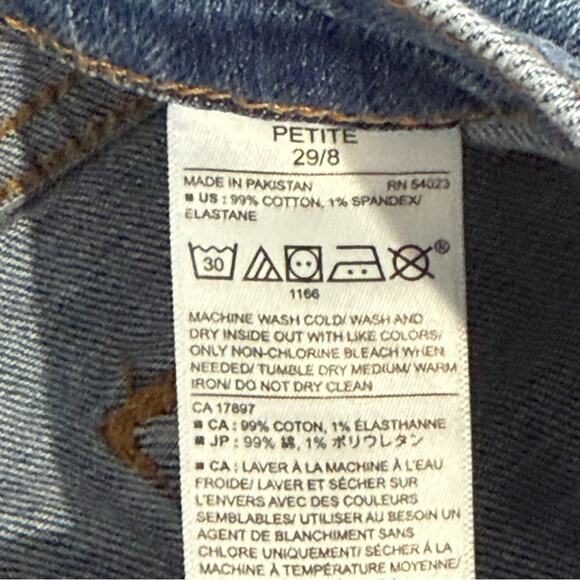 PETITE
29/8
MADE IN PAKISTAN RN 54023
■ US : 99% COTTON, 1% SPANDEX/
ELASTANE
30
®
1166
MACHINE WASH COLD/ WASH AND
DRY INSIDE OUT WITH LIKE COLORS/
ONLY NON-CHLORINE BLEACH WHEN
NEEDED/ TUMBLE DRY MEDIUM/ WARM
IRON/ DO NOT DRY CLEAN
CA 17897
■ CA : 99% COTON, 1% ÉLASTHANNE
■ JP : 99% 綿, 1% ポリウレタン
■ CA : LAVER À LA MACHINE À L'EAU
FROIDE/ LAVER ET SÉCHER SUR
L'ENVERS AVEC DES COULEURS
SEMBLABLES/ UTILISER AU BESOIN UN
AGENT DE BLANCHIMENT SANS
CHLORE UNIQUEMENT/ SÉCHER À LA
MACHINE À TEMPÉRATURE MOYENNE/